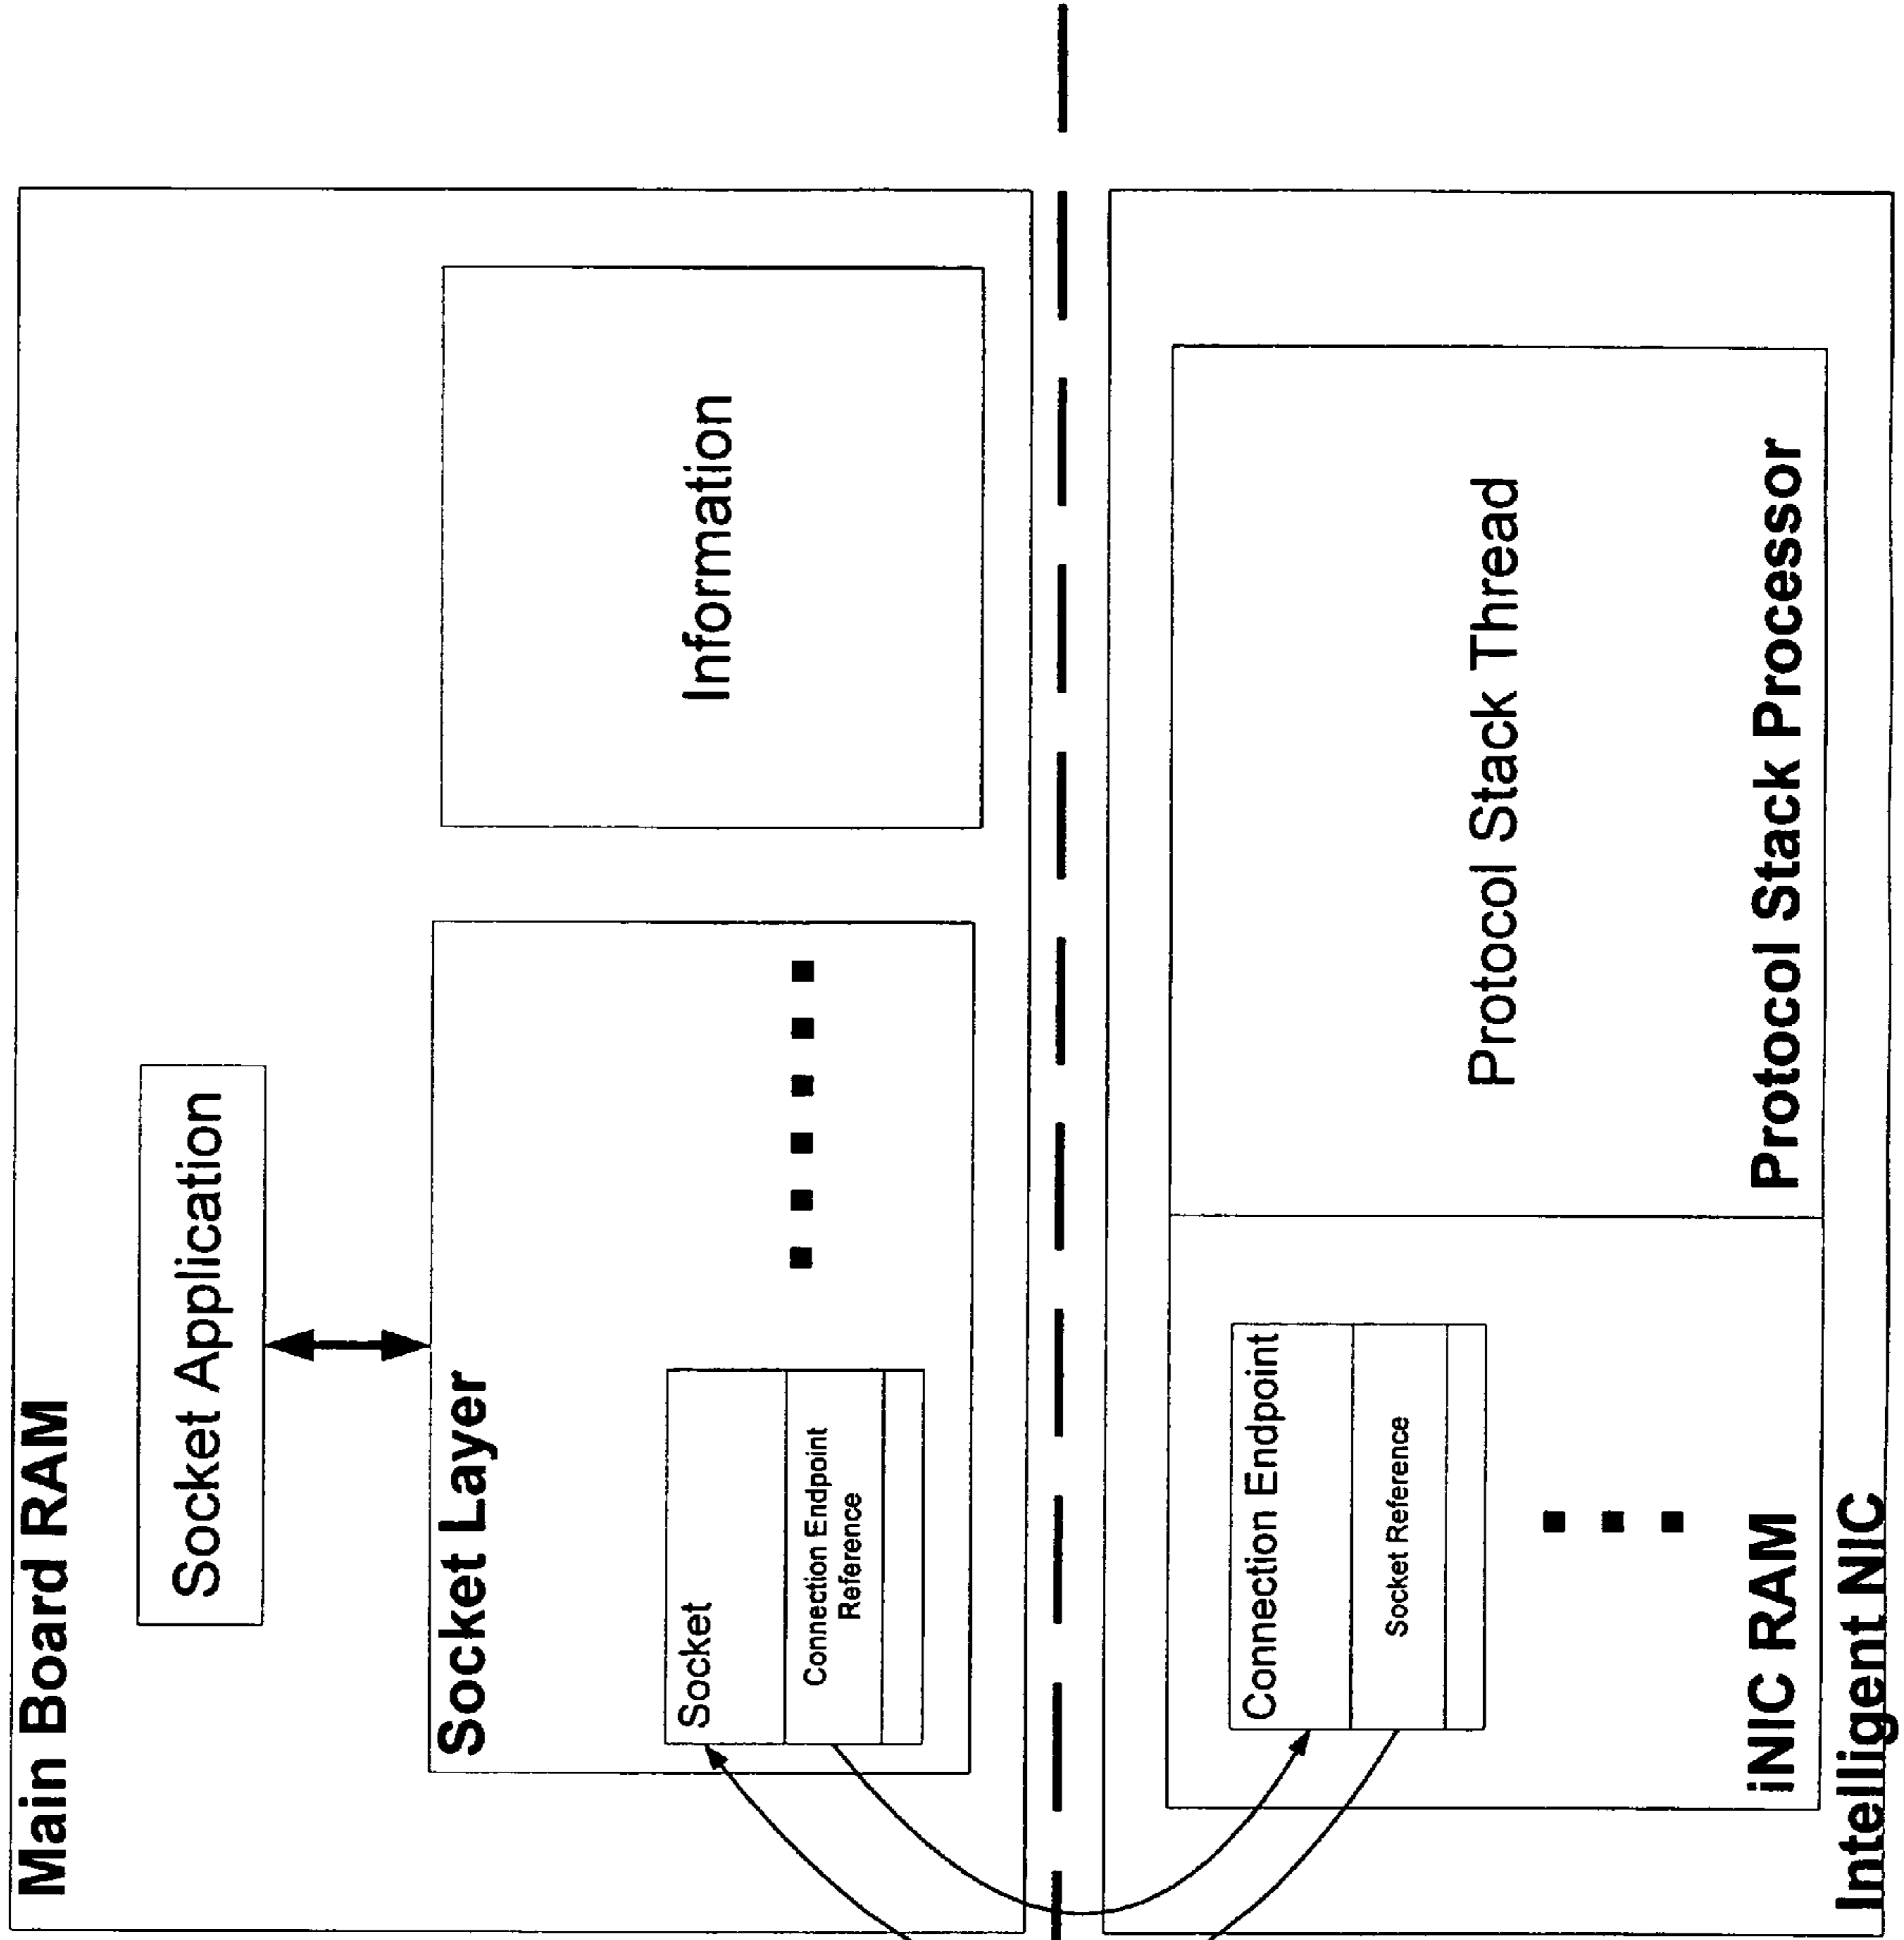 Main Board RAM
Socket Application
Socket Layer
Socket
Connection Endpoint
Reference
Information
Connection Endpoint
Socket Reference
iNIC RAM
Protocol Stack Thread
Protocol Stack Processor
Intelligent NIC